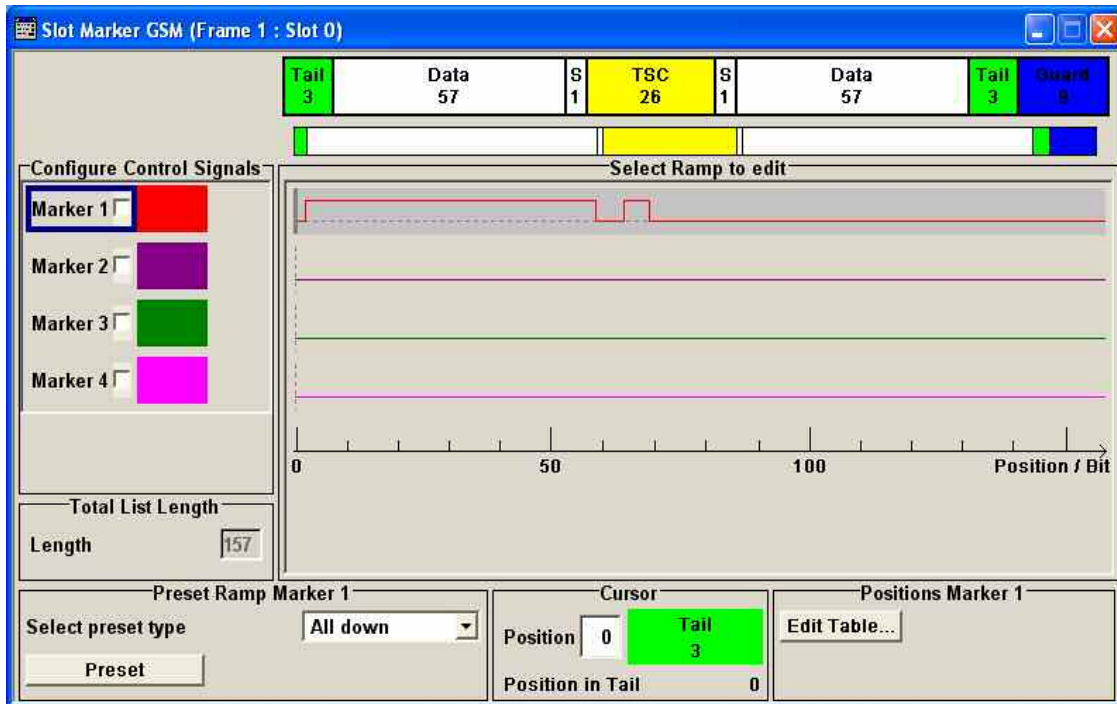 Slot Marker GSM (Frame 1 : Slot 0)
Tail Data S TSC S Data Tail Guard
3 57 1 26 1 57 3 9
Configure Control Signals
Select Ramp to edit
Marker 1
Marker 2
Marker 3
Marker 4
0 50 100 Position / Bit
Total List Length
Length 157
Preset Ramp Marker 1
Select preset type All down
Preset
Cursor
Position 0 Tail
3
Position in Tail 0
Positions Marker 1
Edit Table...